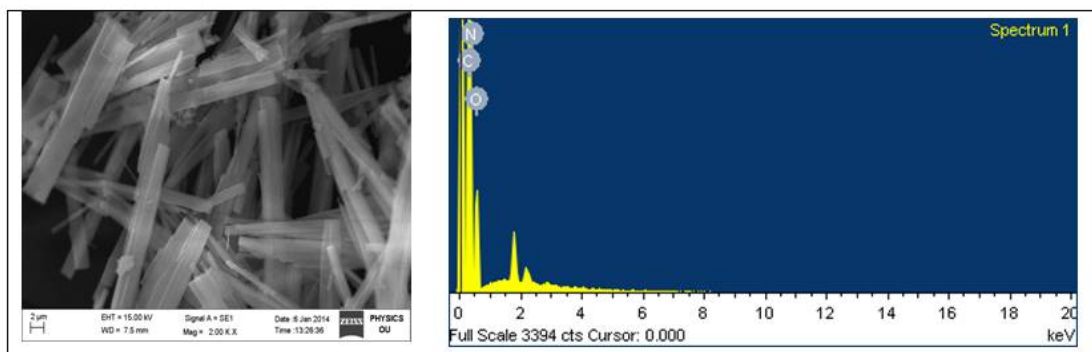 2 µm
EHT = 15.00 kV
WD = 7.5 mm
Signal A = SE1
Mag = 2.00 K X
Date :6 Jan 2014
Time :13:26:36
ZEISS
PHYSICS
OU
Spectrum 1
N
C
O
0 2 4 6 8 10 12 14 16 18 20
Full Scale 3394 cts Cursor: 0.000 keV